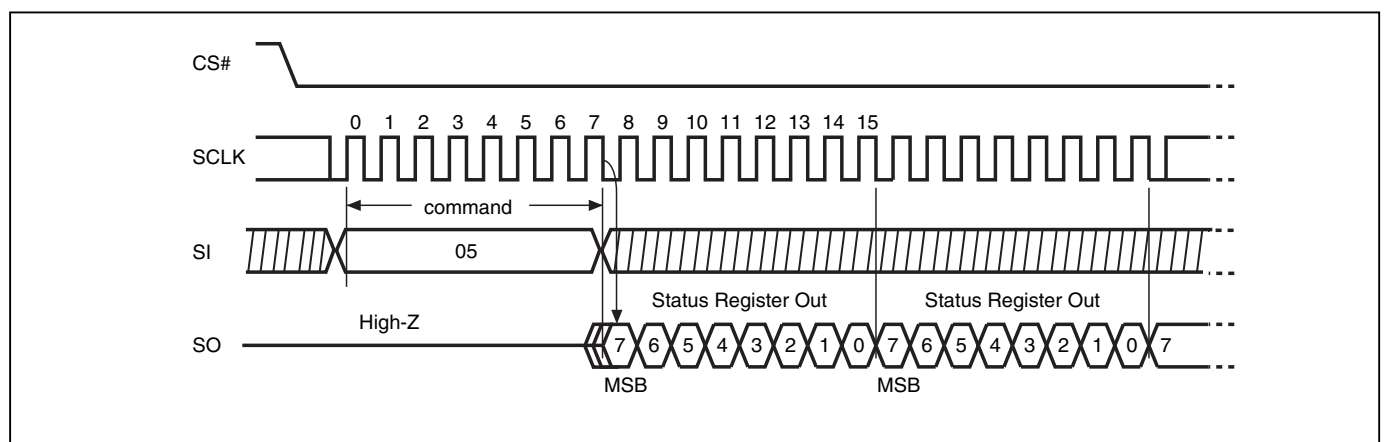 CS#
0 1 2 3 4 5 6 7 8 9 10 11 12 13 14 15
SCLK
command
SI
05
Status Register Out Status Register Out
High-Z
SO
7 6 5 4 3 2 1 0 7 6 5 4 3 2 1 0 7
MSB MSB